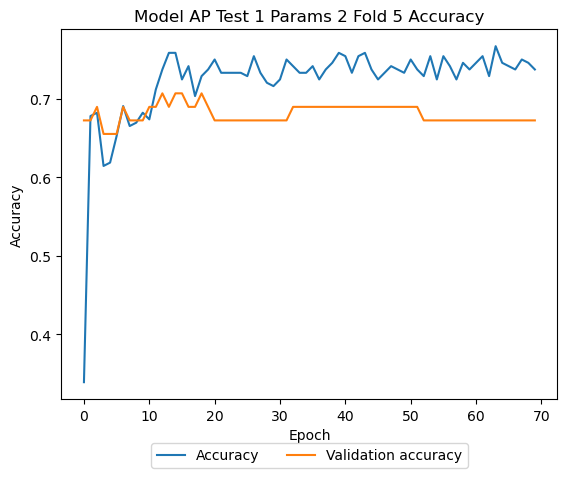 Model AP Test 1 Params 2 Fold 5 Accuracy
Accuracy
0.7
0.6
0.5
0.4
0 10 20 30 40 50 60 70
Epoch
Accuracy Validation accuracy